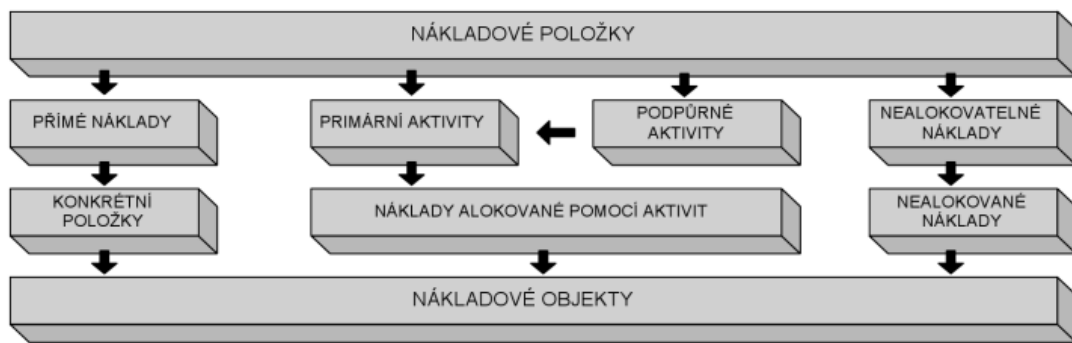 NÁKLADOVÉ POLOŽKY
PŘÍMÉ NÁKLADY
PRIMÁRNÍ AKTIVITY
PODPŮRNÉ
AKTIVITY
NEALOKOVATELNÉ
NÁKLADY
KONKRÉTNÍ
POLOŽKY
NÁKLADY ALOKOVANÉ POMOCÍ AKTIVIT
NEALOKOVANÉ
NÁKLADY
NÁKLADOVÉ OBJEKTY